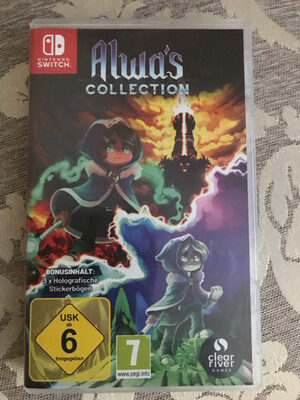 NINTENDO
SWITCH
Alwa's
COLLECTION
BONUSINHALT:
3 x Holografische
Stickerbögen
USK
ab
6
freigegeben
7
www.pegi.info
clear
river
GAMES